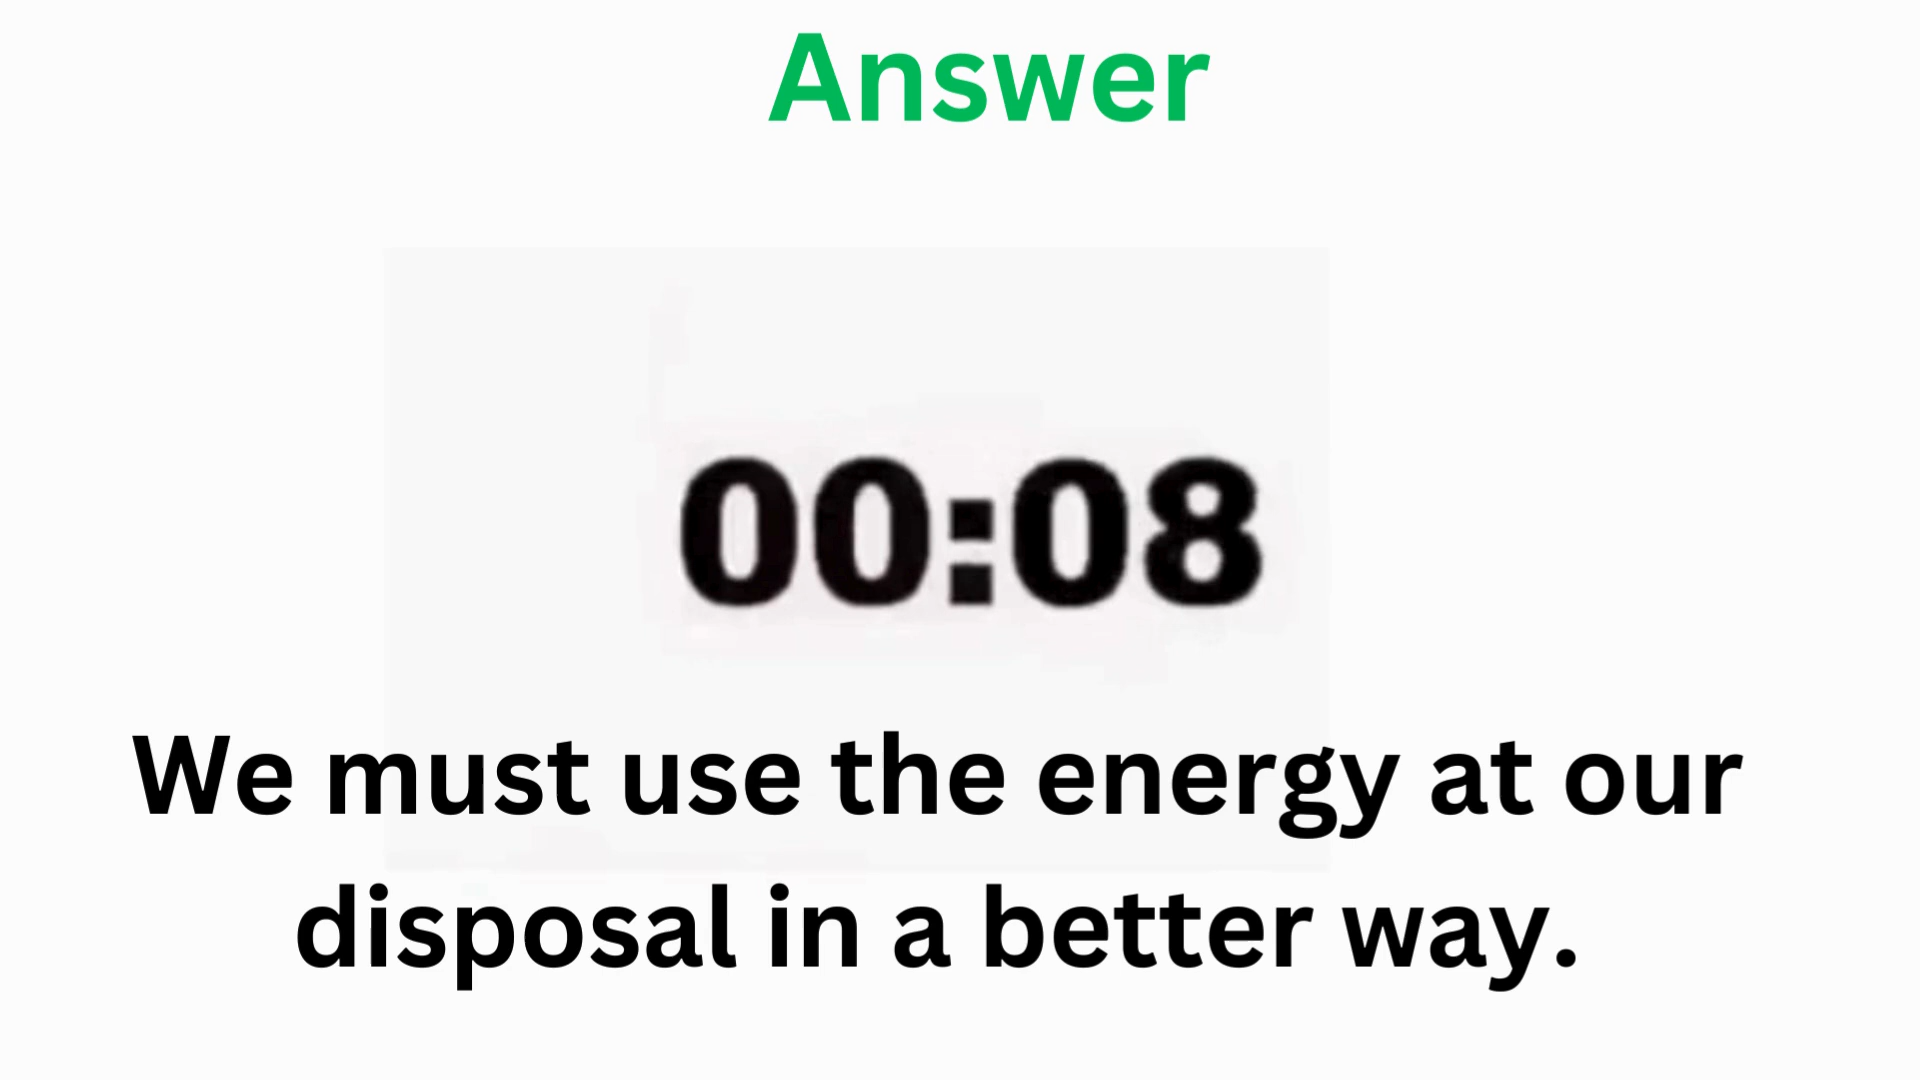 Answer
00:08
We must use the energy at our
disposal in a better way.